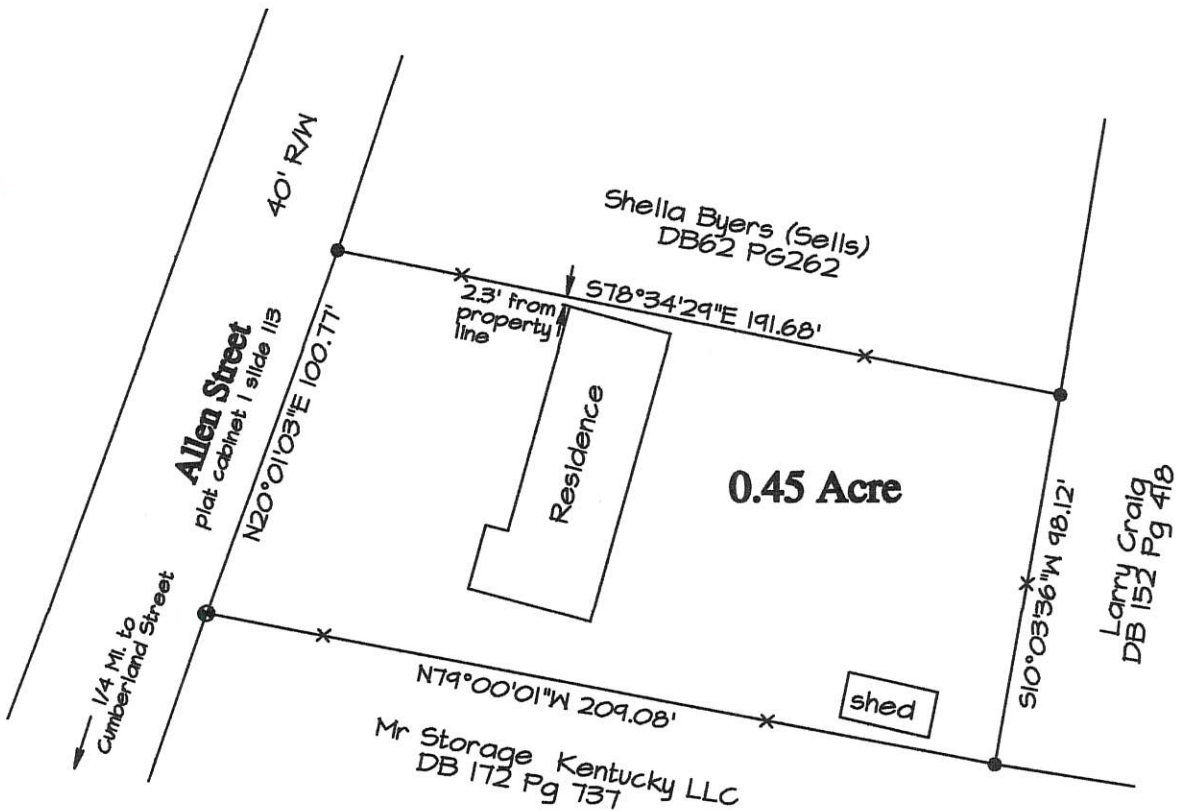 40' R/W
Shella Byers (Sells)
DB62 PG262
2.3' from
property
line
S78°34'29"E 191.68'
Allen Street
plat cabinet 1 slide 113
N20°01'03"E 100.77'
Residence
0.45 Acre
S10°03'36"W 98.12'
Larry Craig
DB 152 Pg 418
1/4 Mi. to
Cumberland Street
N79°00'01"W 209.08'
shed
Mr Storage Kentucky LLC
DB 172 Pg 737